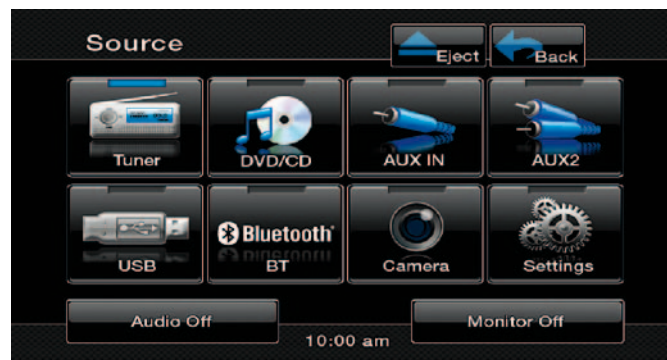 Source
Eject
Back
Tuner
DVD/CD
AUX IN
AUX2
USB
Bluetooth
BT
Camera
Settings
Audio Off
Monitor Off
10:00 am